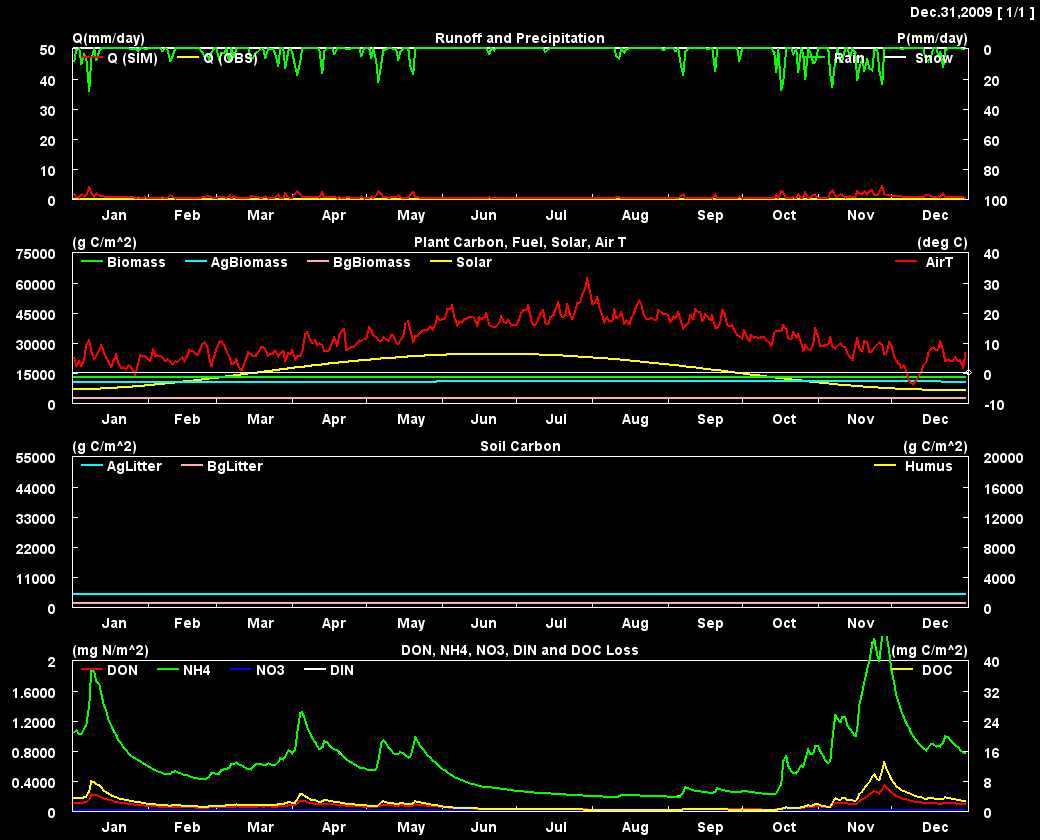 Dec.31,2009 [ 1/1 ]
Q(mm/day) Runoff and Precipitation P(mm/day)
50 Q (SIM) Q (OBS) Rain Snow 0
40 20
30 40
20 60
10 80
0 100
Jan Feb Mar Apr May Jun Jul Aug Sep Oct Nov Dec
(g C/m^2) Plant Carbon, Fuel, Solar, Air T (deg C)
75000 Biomass AgBiomass BgBiomass Solar AirT 40
60000 30
45000 20
30000 10
15000 0
0 -10
Jan Feb Mar Apr May Jun Jul Aug Sep Oct Nov Dec
(g C/m^2) Soil Carbon (g C/m^2)
55000 AgLitter BgLitter Humus 20000
44000 16000
33000 12000
22000 8000
11000 4000
0 0
Jan Feb Mar Apr May Jun Jul Aug Sep Oct Nov Dec
(mg N/m^2) DON, NH4, NO3, DIN and DOC Loss (mg C/m^2)
2 DON NH4 NO3 DIN DOC 40
1.6000 32
1.2000 24
0.8000 16
0.4000 8
0 0
Jan Feb Mar Apr May Jun Jul Aug Sep Oct Nov Dec